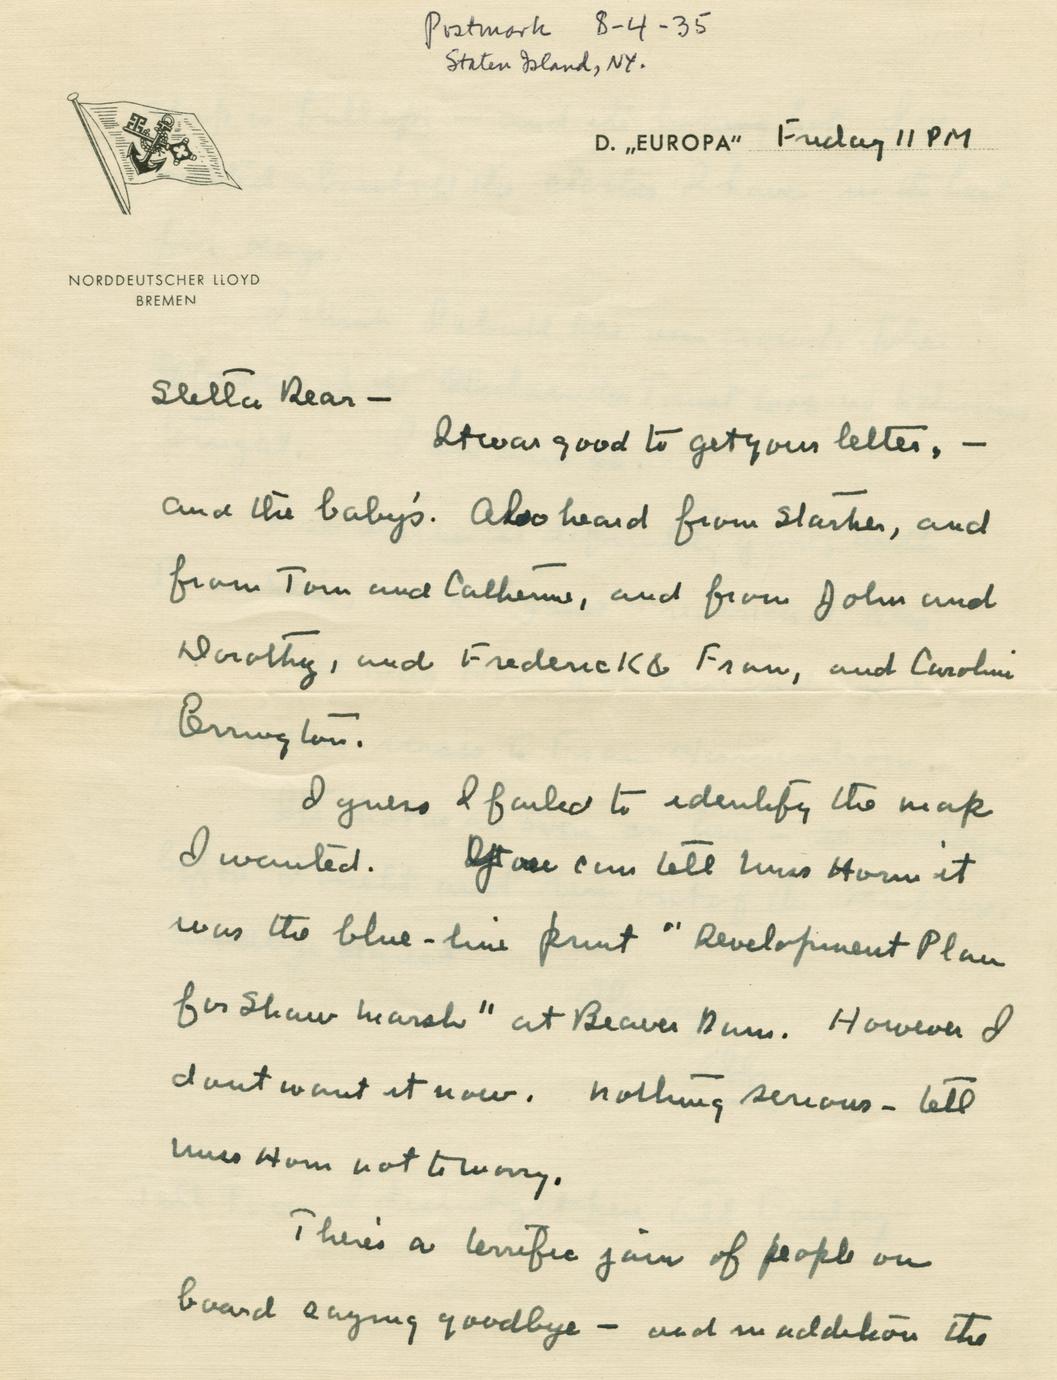 Postmark 8-4-35
Staten Island, NY.
D. „EUROPA" Friday 11 PM
NORDDEUTSCHER LLOYD
BREMEN
Stella Dear —
It was good to get your letter, —
and the baby's. Also heard from Starker, and
from Tom and Catherine, and from John and
Dorothy, and Frederick & Fran, and Caroline
Errington.
I guess I failed to identify the map
I wanted. You can tell Miss Horn it
was the blue-line print "Development Plan
for Shaw Marsh" at Beaver Dam. However I
dont want it now. Nothing serious - tell
Miss Horn not to worry.
There's a terrific jam of people on
board saying goodbye — and in addition the